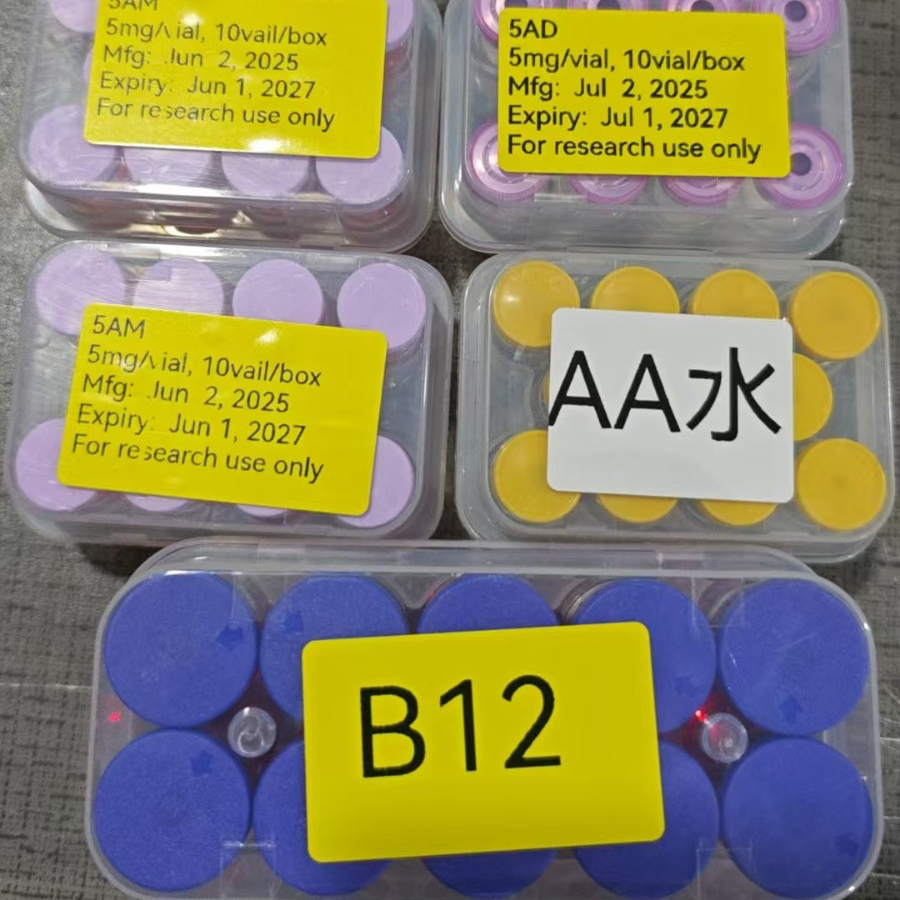 5AM
5mg/vial, 10vail/box
Mfg: Jun 2, 2025
Expiry: Jun 1, 2027
For research use only
5AD
5mg/vial, 10vial/box
Mfg: Jul 2, 2025
Expiry: Jul 1, 2027
For research use only
5AM
5mg/vial, 10vail/box
Mfg: Jun 2, 2025
Expiry: Jun 1, 2027
For research use only
AA水
B12